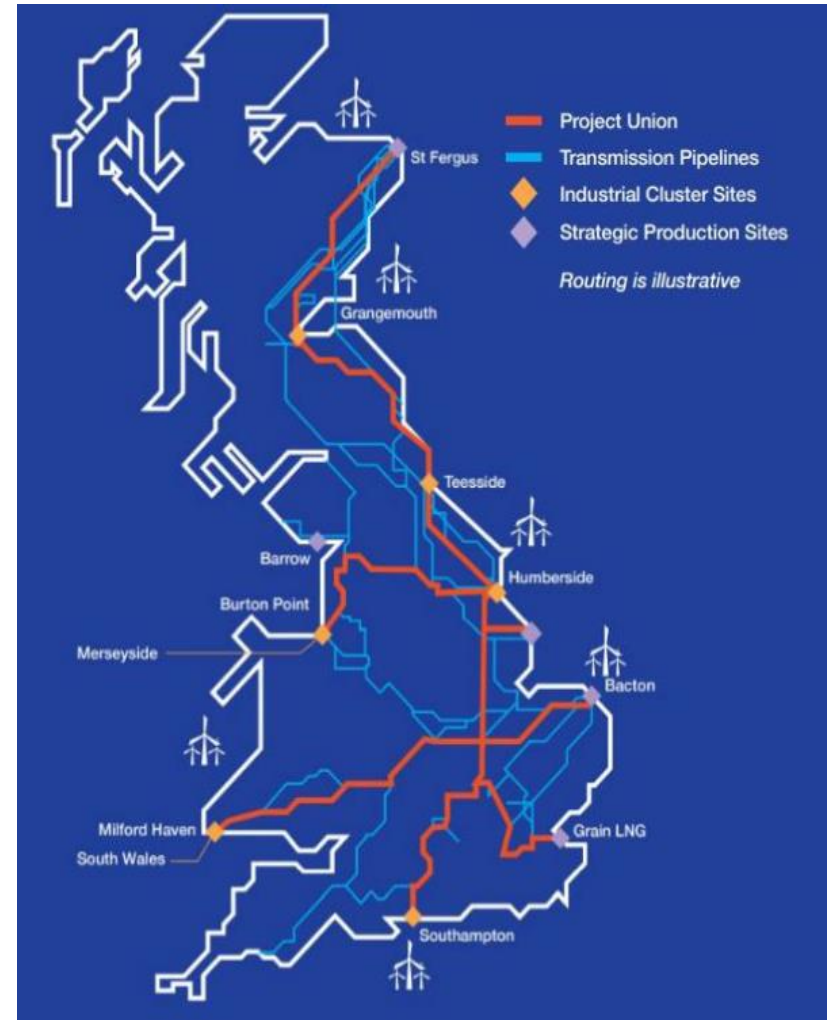 Project Union
St Fergus
Transmission Pipelines
Industrial Cluster Sites
Strategic Production Sites
Routing is illustrative
Grangemouth
Teesside
Barrow
Humberside
Burton Point
Merseyside
Bacton
Milford Haven
Grain LNG
South Wales
Southampton